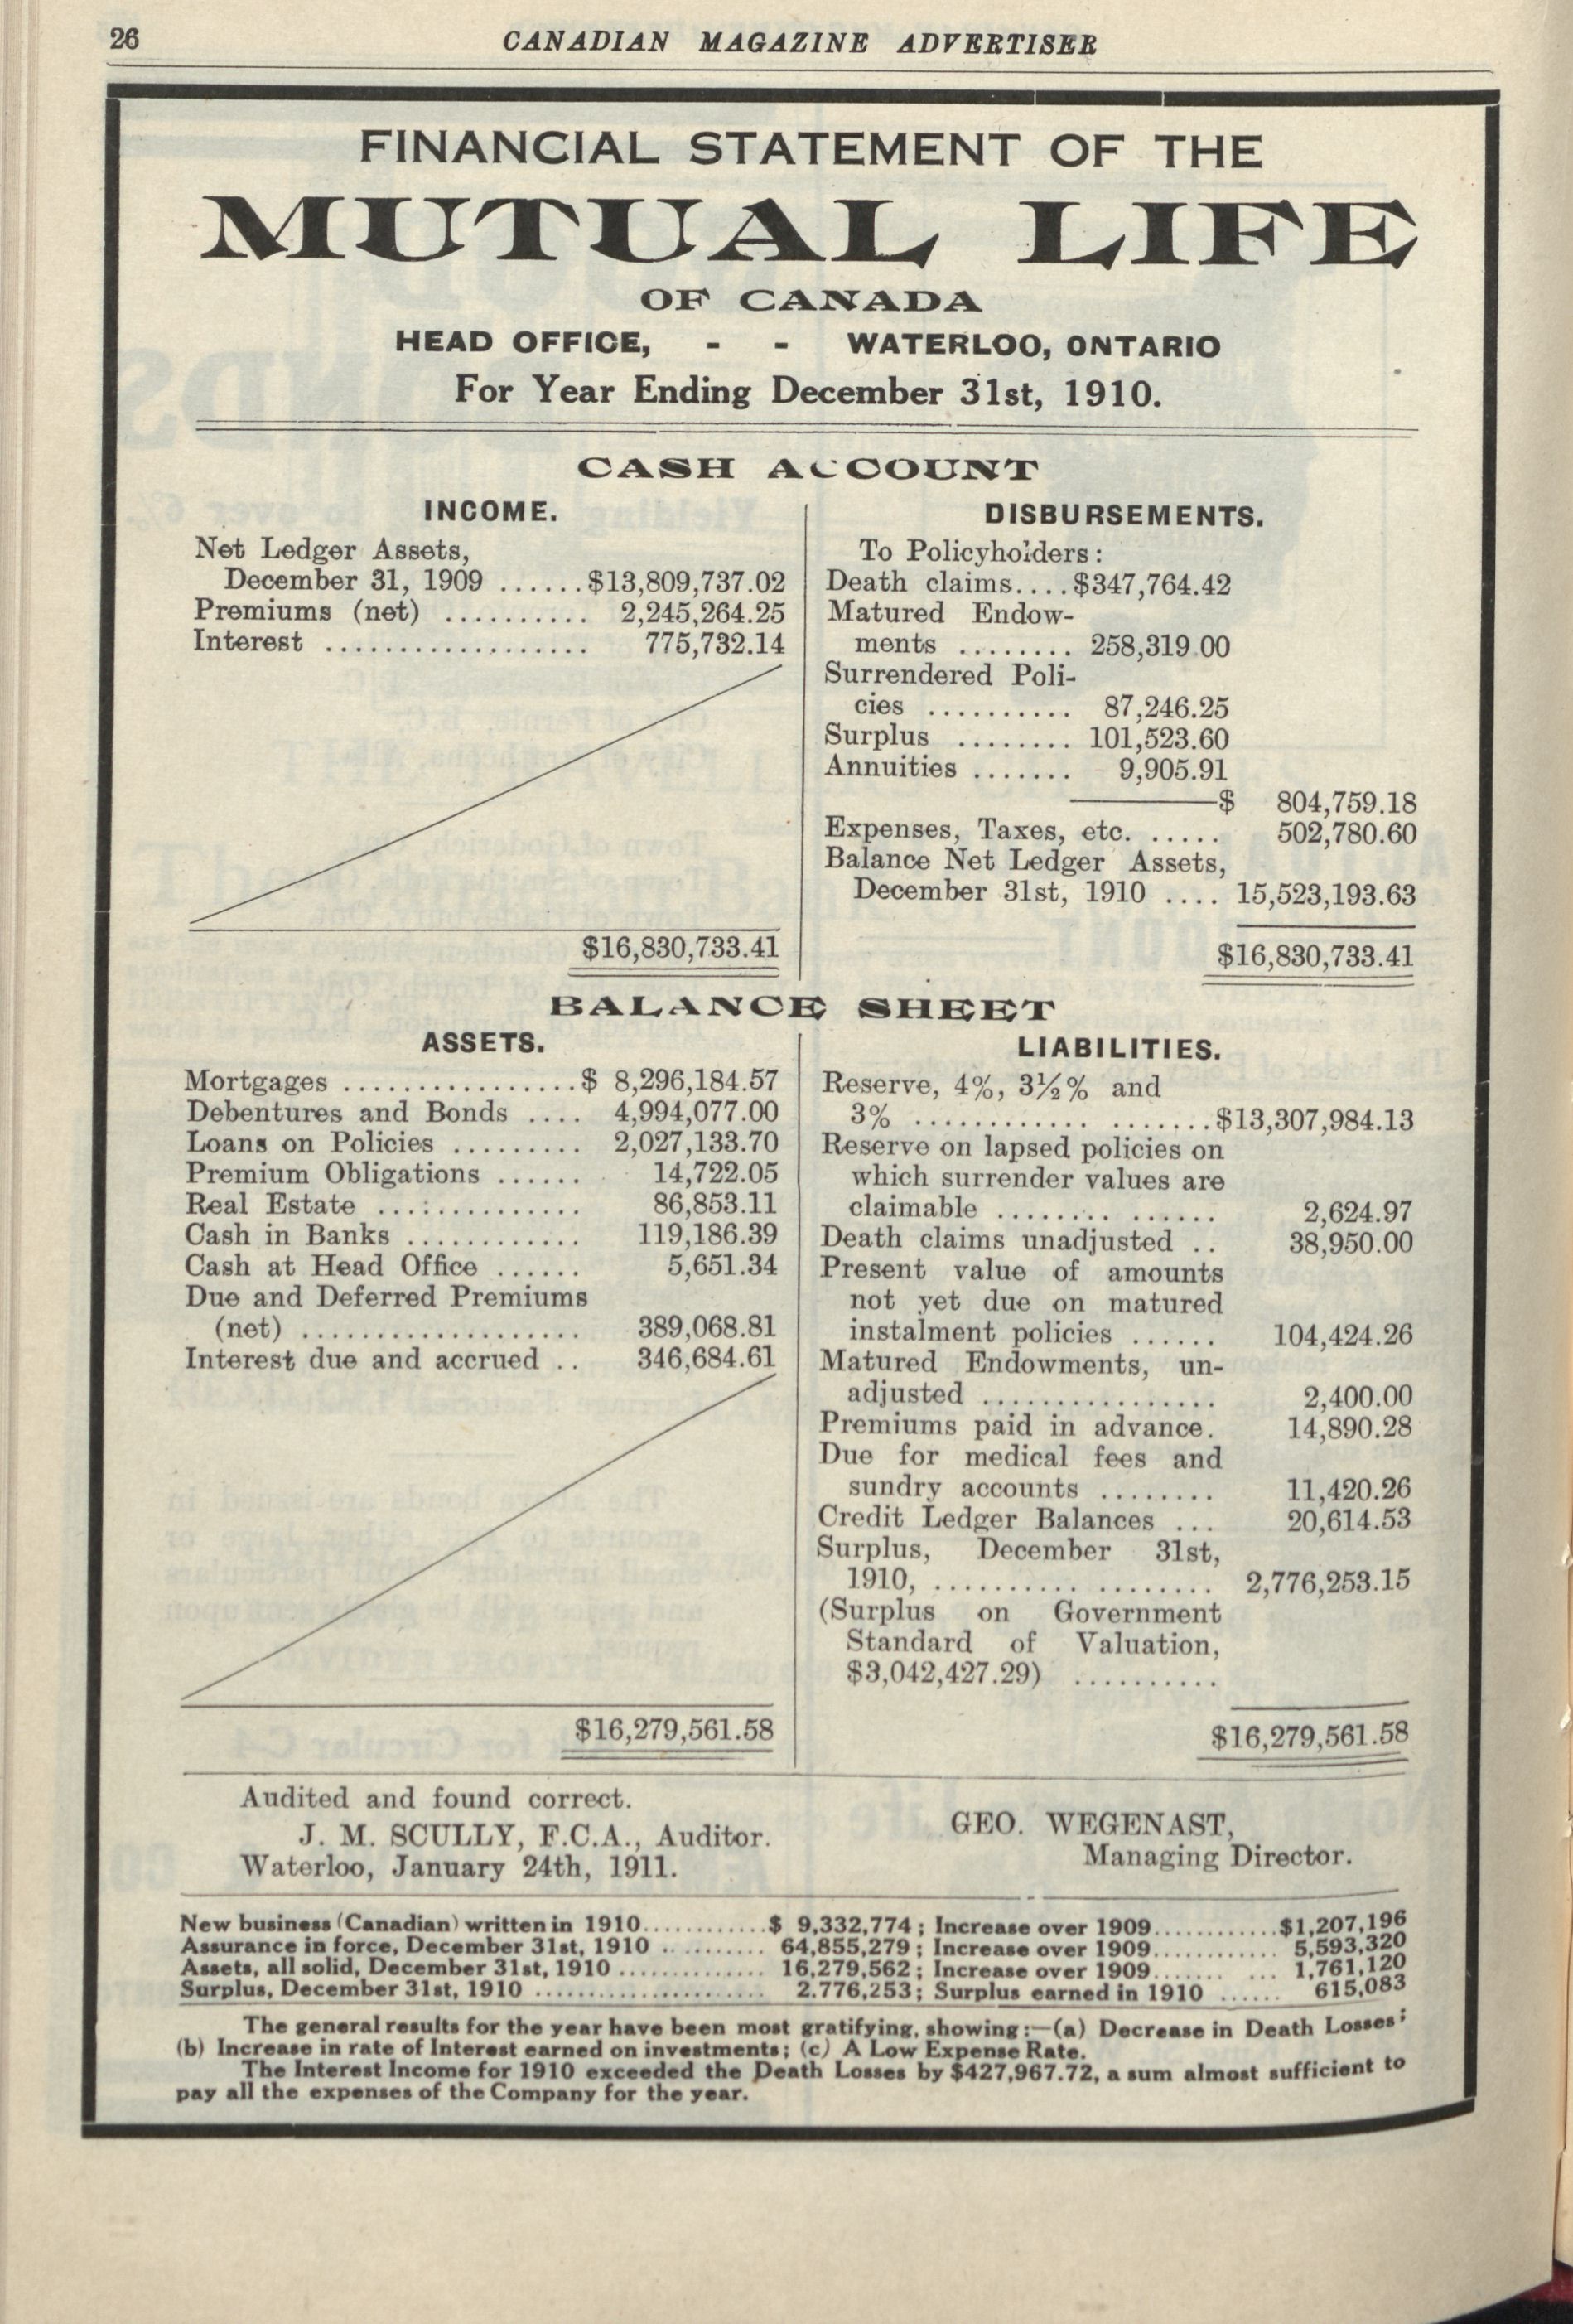 26
CANADIAN MAGAZINE ADVERTISER
FINANCIAL STATEMENT OF THE
MUTUAL LIFE
OF CANADA
HEAD OFFICE, - - WATERLOO, ONTARIO
For Year Ending December 31st, 1910.
CASH ACCOUNT
INCOME.
Net Ledger Assets,
December 31, 1909 ......$13,809,737.02
Premiums (net) .......... 2,245,264.25
Interest .................. 775,732.14
$16,830,733.41
DISBURSEMENTS.
To Policyholders:
Death claims....$347,764.42
Matured Endow-
ments ........ 258,319.00
Surrendered Poli-
cies .......... 87,246.25
Surplus ........ 101,523.60
Annuities ....... 9,905.91
$ 804,759.18
Expenses, Taxes, etc. ..... 502,780.60
Balance Net Ledger Assets,
December 31st, 1910 .... 15,523,193.63
$16,830,733.41
BALANCE SHEET
ASSETS.
Mortgages ................$ 8,296,184.57
Debentures and Bonds .... 4,994,077.00
Loans on Policies ......... 2,027,133.70
Premium Obligations ...... 14,722.05
Real Estate ...:.......... 86,853.11
Cash in Banks ............ 119,186.39
Cash at Head Office ...... 5,651.34
Due and Deferred Premiums
(net) ................... 389,068.81
Interest due and accrued .. 346,684.61
$16,279,561.58
LIABILITIES.
Reserve, 4%, 3½% and
3% ............ .......$13,307,984.13
Reserve on lapsed policies on
which surrender values are
claimable ........ ...... 2,624.97
Death claims unadjusted .. 38,950.00
Present value of amounts
not yet due on matured
instalment policies ...... 104,424.26
Matured Endowments, un-
adjusted ................ 2,400.00
Premiums paid in advance. 14,890.28
Due for medical fees and
sundry accounts ........ 11,420.26
Credit Ledger Balances ... 20,614.53
Surplus, December 31st,
1910, .......... ........ 2,776,253.15
(Surplus on Government
Standard of Valuation,
$3,042,427.29) ..........
$16,279,561.58
Audited and found correct.
J. M. SCULLY, F.C.A., Auditor.
Waterloo, January 24th, 1911.
GEO. WEGENAST,
Managing Director.
New business (Canadian) written in 1910............$ 9,332,774; Increase over 1909............$1,207,196
Assurance in force, December 31st, 1910 ........... 64,855,279; Increase over 1909............ 5,593,320
Assets, all solid, December 31st, 1910 .............. 16,279,562; Increase over 1909....... ... 1,761,120
Surplus, December 31st, 1910 ...................... 2.776,253; Surplus earned in 1910 ...... 615,083
The general results for the year have been most gratifying, showing:—(a) Decrease in Death Losses;
(b) Increase in rate of Interest earned on investments; (c) A Low Expense Rate.
The Interest Income for 1910 exceeded the Death Losses by $427,967.72, a sum almost sufficient to
pay all the expenses of the Company for the year.